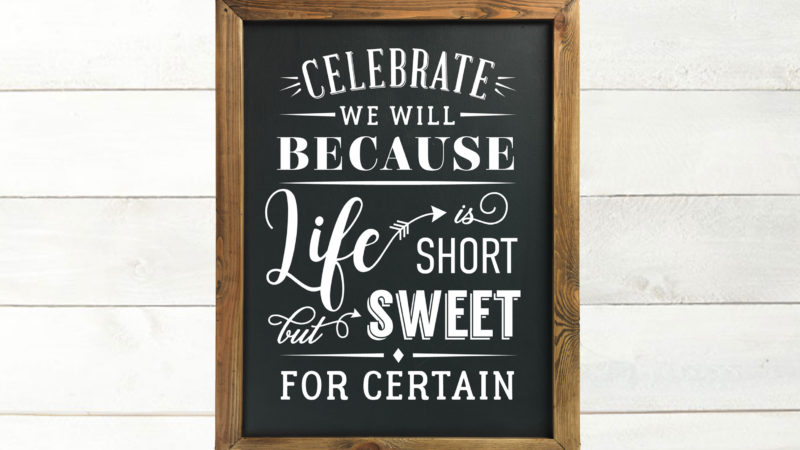 CELEBRATE
WE WILL
BECAUSE
Life is
SHORT
but SWEET
FOR CERTAIN